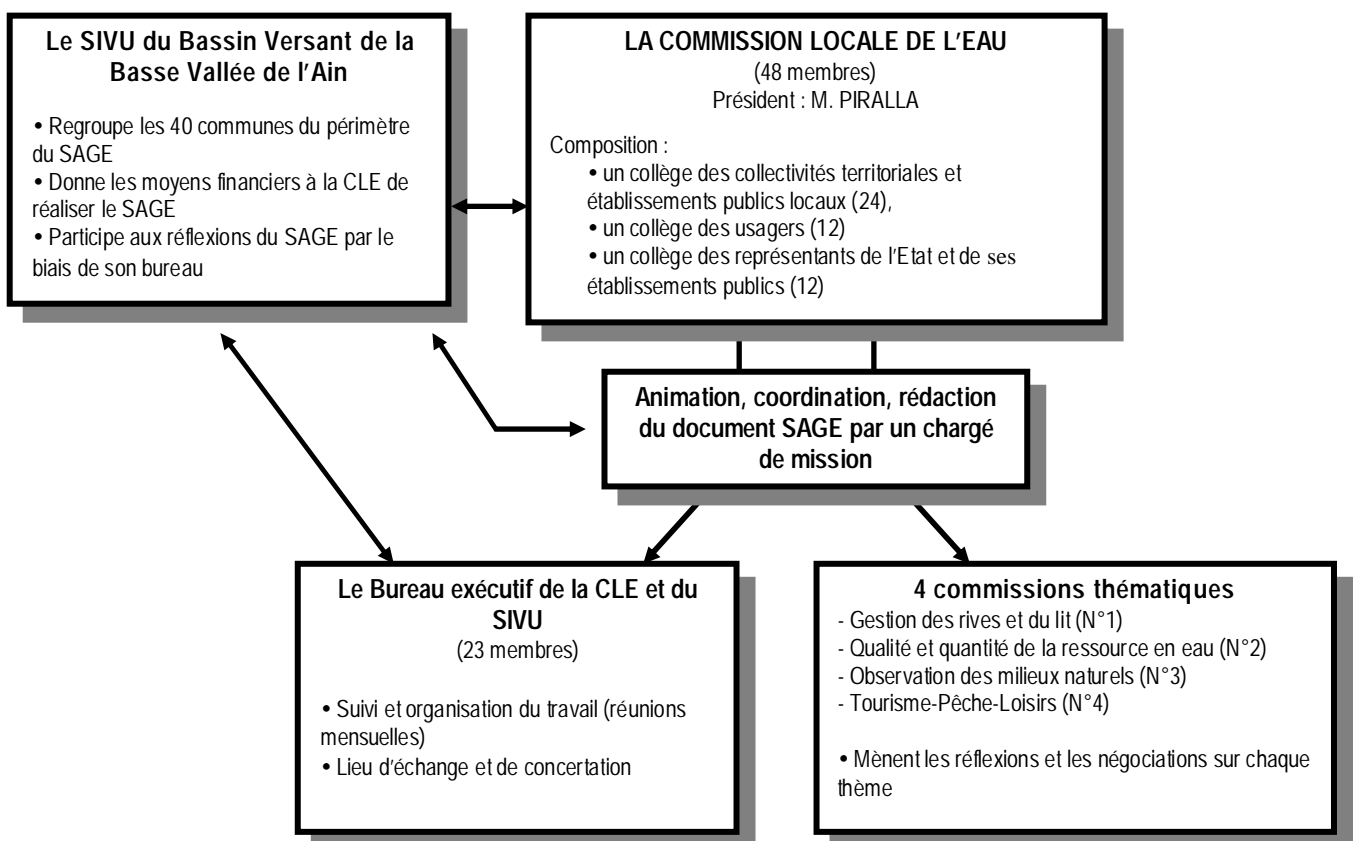 Le SIVU du Bassin Versant de la
Basse Vallée de l'Ain
• Regroupe les 40 communes du périmètre
du SAGE
• Donne les moyens financiers à la CLE de
réaliser le SAGE
• Participe aux réflexions du SAGE par le
biais de son bureau
LA COMMISSION LOCALE DE L'EAU
(48 membres)
Président : M. PIRALLA
Composition :
• un collège des collectivités territoriales et
établissements publics locaux (24),
• un collège des usagers (12)
• un collège des représentants de l'Etat et de ses
établissements publics (12)
Animation, coordination, rédaction
du document SAGE par un chargé
de mission
Le Bureau exécutif de la CLE et du
SIVU
(23 membres)
• Suivi et organisation du travail (réunions
mensuelles)
• Lieu d'échange et de concertation
4 commissions thématiques
- Gestion des rives et du lit (N°1)
- Qualité et quantité de la ressource en eau (N°2)
- Observation des milieux naturels (N°3)
- Tourisme-Pêche-Loisirs (N°4)
• Mènent les réflexions et les négociations sur chaque
thème